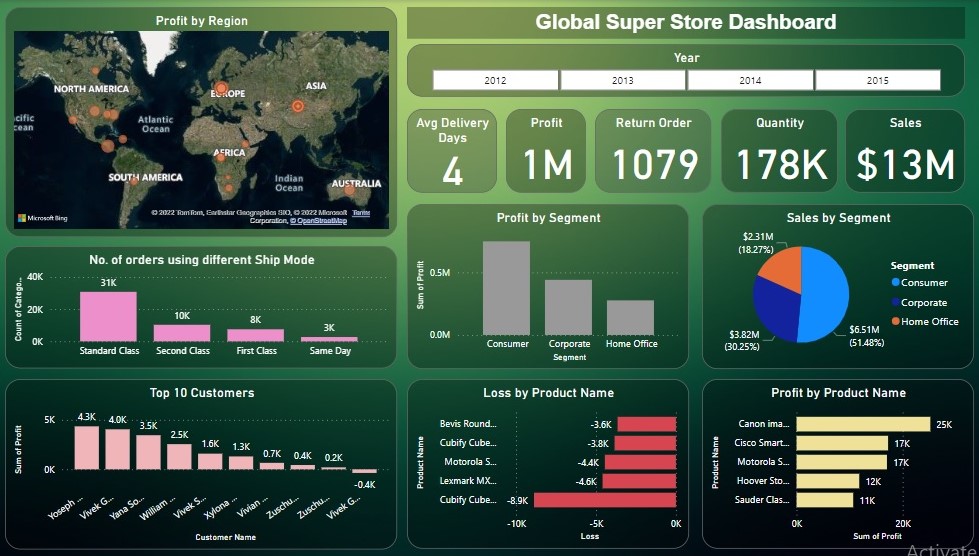 Profit by Region
NORTH AMERICA
EUROPE
ASIA
Atlantic
Ocean
AFRICA
SOUTH AMERICA
Indian
Ocean
AUSTRALIA
Microsoft Bing
© 2022 TomTom, Earthstar Geographics SIO, © 2022 Microsoft Corporation, © OpenStreetMap
Terms
Global Super Store Dashboard
Year
2012 2013 2014 2015
Avg Delivery Days
4
Profit
1M
Return Order
1079
Quantity
178K
Sales
$13M
No. of orders using different Ship Mode
Count of Catego...
40K
20K
0K
31K
10K
8K
3K
Standard Class Second Class First Class Same Day
Profit by Segment
Sum of Profit
0.5M
0.0M
Consumer Corporate Home Office
Segment
Sales by Segment
$2.31M
(18.27%)
$3.82M
(30.25%)
$6.51M
(51.48%)
Segment
Consumer
Corporate
Home Office
Top 10 Customers
Sum of Profit
5K
0K
4.3K 4.0K 3.5K 2.5K 1.6K 1.3K 0.7K 0.4K 0.2K -0.4K
Yoseph ... Vivek G... Yana So... William ... Vivek S... Xylona ... Vivian ... Zuschu... Zuschu... Vivek G...
Customer Name
Loss by Product Name
Product Name
Bevis Round... -3.6K
Cubify Cube... -3.8K
Motorola S... -4.4K
Lexmark MX... -4.6K
Cubify Cube... -8.9K
-10K -5K 0K
Loss
Profit by Product Name
Product Name
Canon ima... 25K
Cisco Smart... 17K
Motorola S... 17K
Hoover Sto... 12K
Sauder Clas... 11K
0K 20K
Sum of Profit
Activate